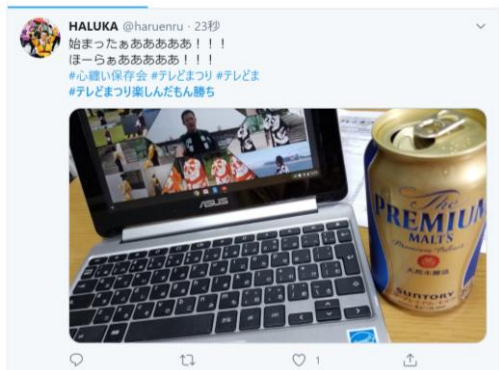 HALUKA @haruenru · 23秒
始まったぁあああああ！！！
ほーらぁあああああ！！！
#心纏い保存会 #テレどまつり #テレどま
#テレどまつり楽しんだもん勝ち
ASUS
The
PREMIUM
MALT'S
SUNTORY
1